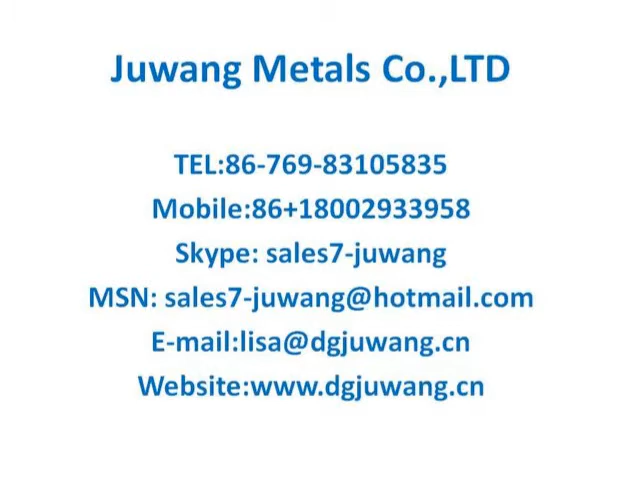 Juwang Metals Co.,LTD
TEL:86-769-83105835
Mobile:86+18002933958
Skype: sales7-juwang
MSN: sales7-juwang@hotmail.com
E-mail:lisa@dgjuwang.cn
Website:www.dgjuwang.cn